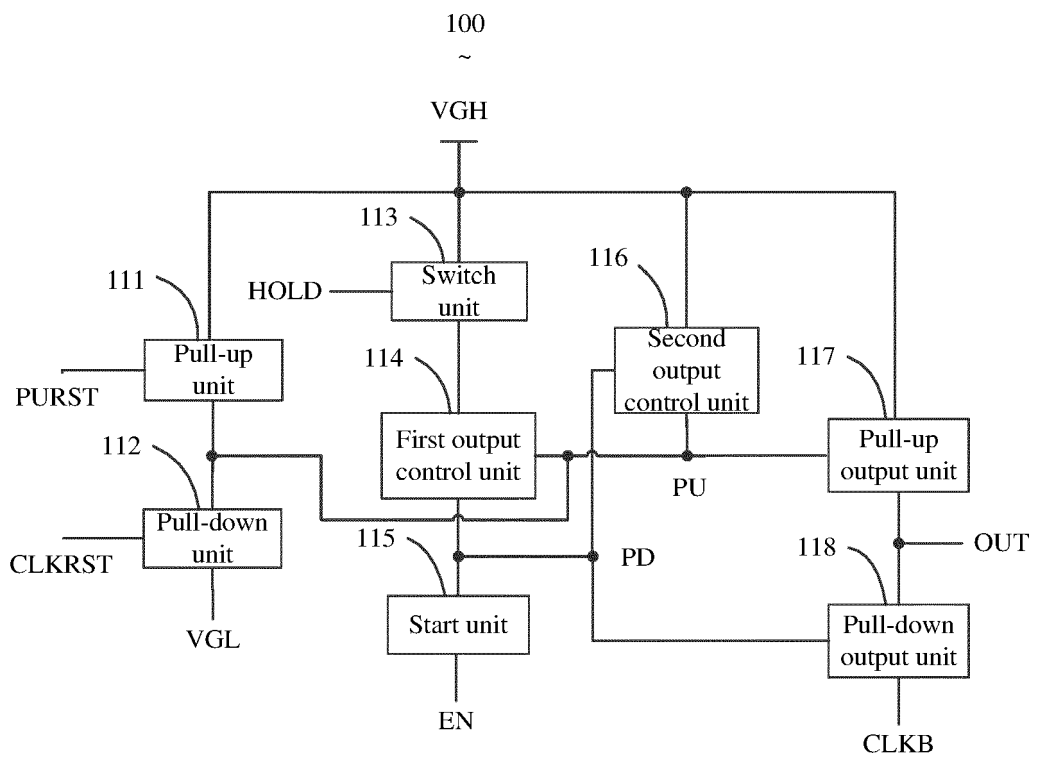 100
~
VGH
113
Switch
unit
HOLD
116
111
Second
output
control unit
Pull-up
unit
114
117
PURST
First output
control unit
Pull-up
output unit
112
PU
Pull-down
unit
115
CLKRST
PD
118
OUT
VGL
Start unit
Pull-down
output unit
EN
CLKB